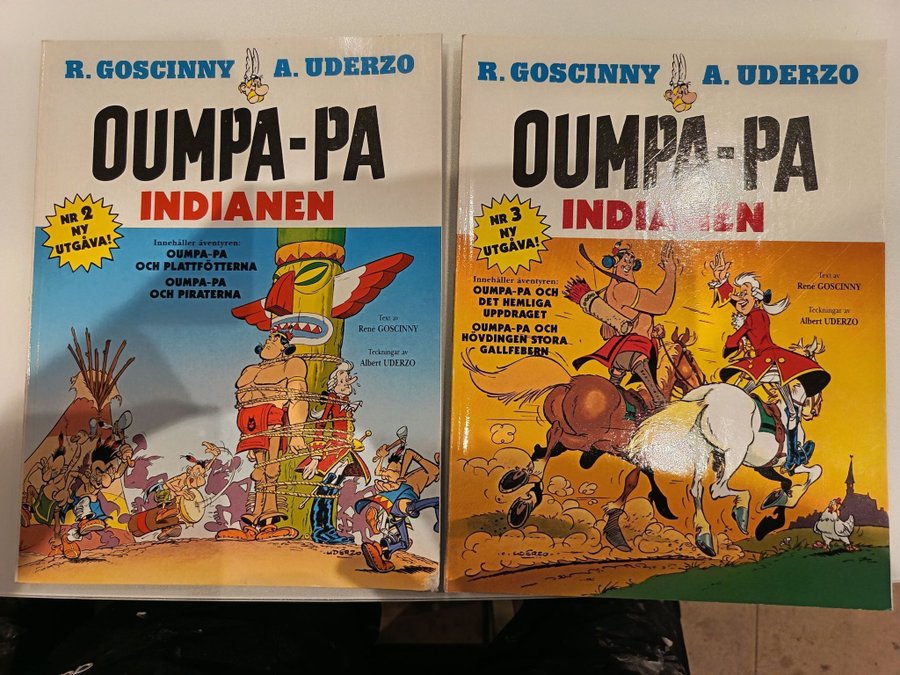 R. GOSCINNY A. UDERZO
OUMPA-PA
INDIANEN
NR 2
NY
UTGÅVA!
Innehåller äventyren:
OUMPA-PA
OCH PLATTFÖTTERNA
OUMPA-PA
OCH PIRATERNA
Text av
René GOSCINNY
Teckningar av
Albert UDERZO
UDERZO
R. GOSCINNY A. UDERZO
OUMPA-PA
INDIANEN
NR 3
NY
UTGÅVA!
Innehåller äventyren:
OUMPA-PA OCH
DET HEMLIGA
UPPDRAGET
OUMPA-PA OCH
HÖVDINGEN STORA
GALLFEBERN
Text av
René GOSCINNY
Teckningar av
Albert UDERZO
UDERZO